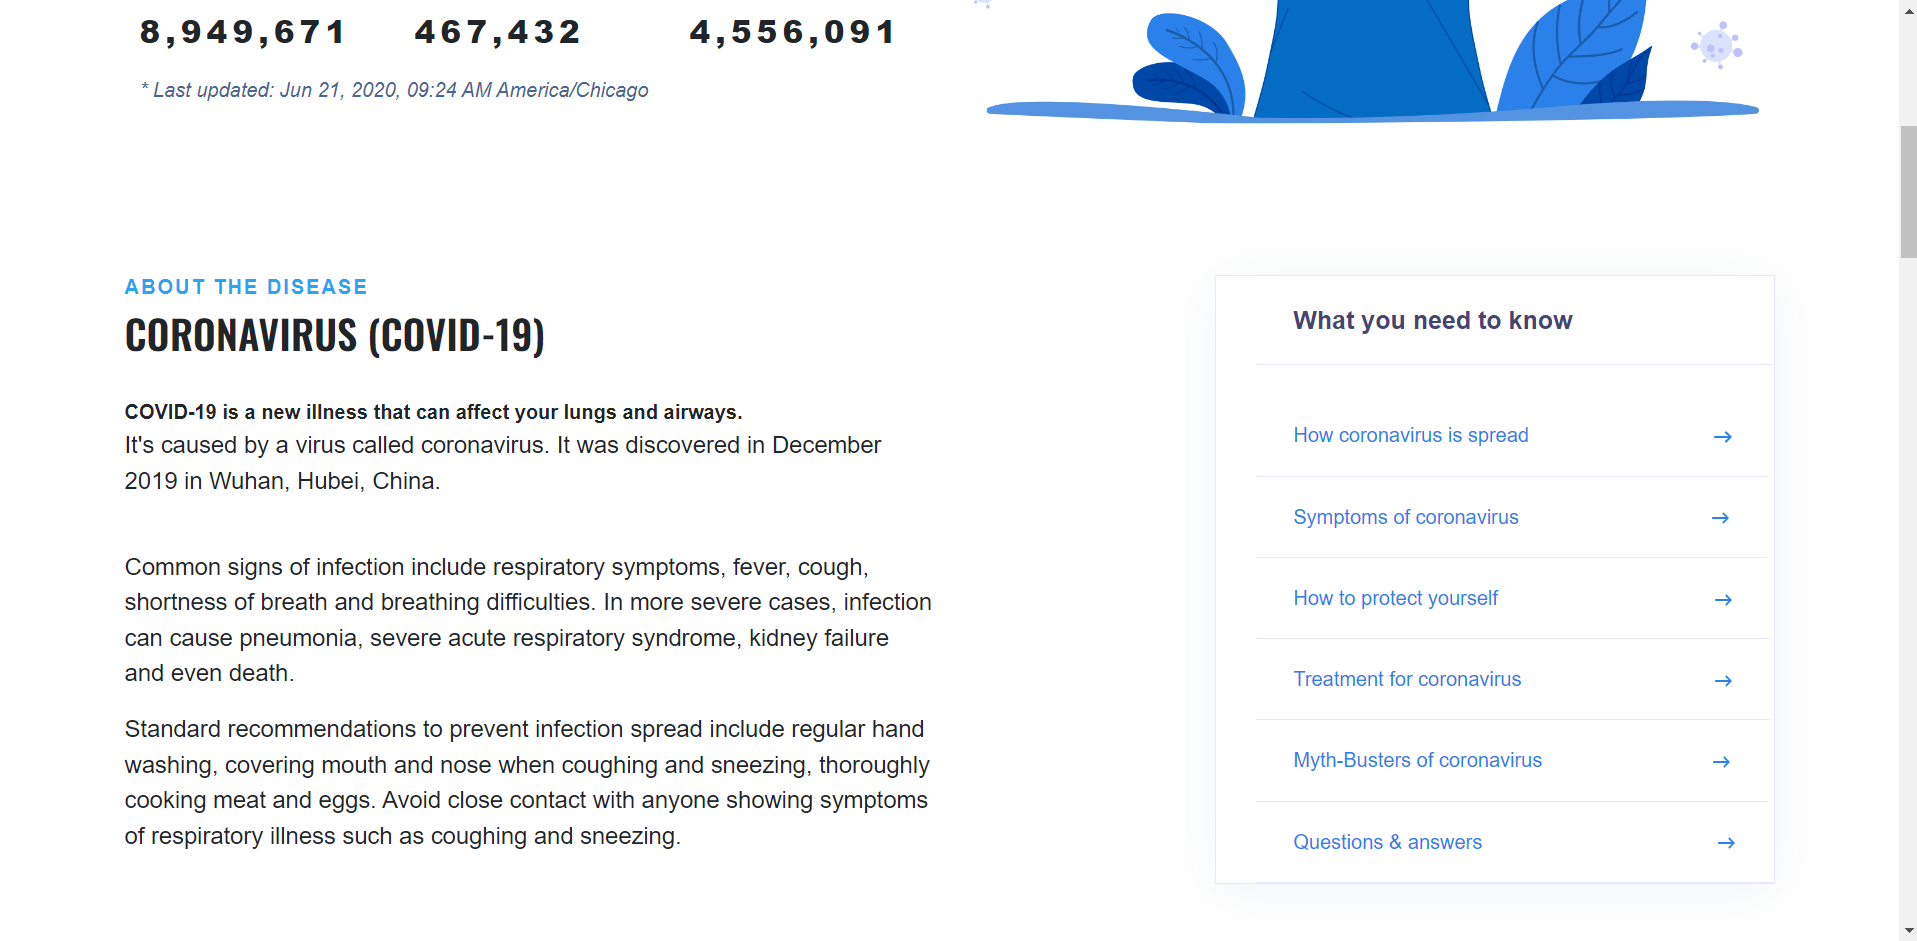 8,949,671 467,432 4,556,091
* Last updated: Jun 21, 2020, 09:24 AM America/Chicago
ABOUT THE DISEASE
CORONAVIRUS (COVID-19)
COVID-19 is a new illness that can affect your lungs and airways.
It's caused by a virus called coronavirus. It was discovered in December
2019 in Wuhan, Hubei, China.
Common signs of infection include respiratory symptoms, fever, cough,
shortness of breath and breathing difficulties. In more severe cases, infection
can cause pneumonia, severe acute respiratory syndrome, kidney failure
and even death.
Standard recommendations to prevent infection spread include regular hand
washing, covering mouth and nose when coughing and sneezing, thoroughly
cooking meat and eggs. Avoid close contact with anyone showing symptoms
of respiratory illness such as coughing and sneezing.
What you need to know
How coronavirus is spread
Symptoms of coronavirus
How to protect yourself
Treatment for coronavirus
Myth-Busters of coronavirus
Questions & answers